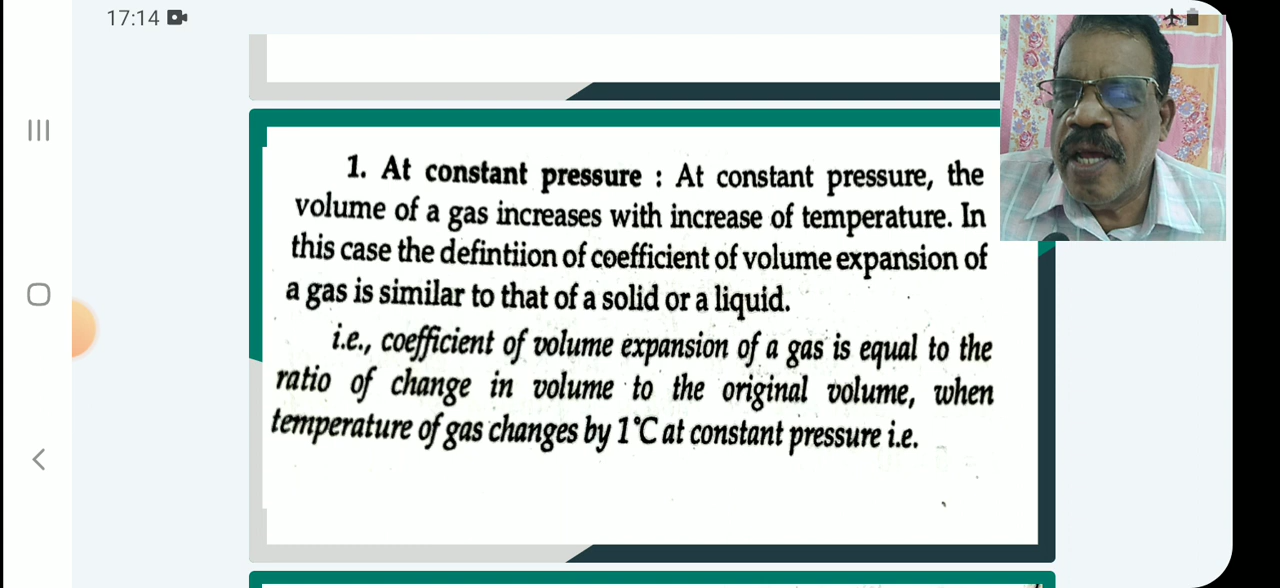 17:14
1. At constant pressure : At constant pressure, the
volume of a gas increases with increase of temperature. In
this case the defintiion of coefficient of volume expansion of
a gas is similar to that of a solid or a liquid.
i.e., coefficient of volume expansion of a gas is equal to the
ratio of change in volume to the original volume, when
temperature of gas changes by 1°C at constant pressure i.e.